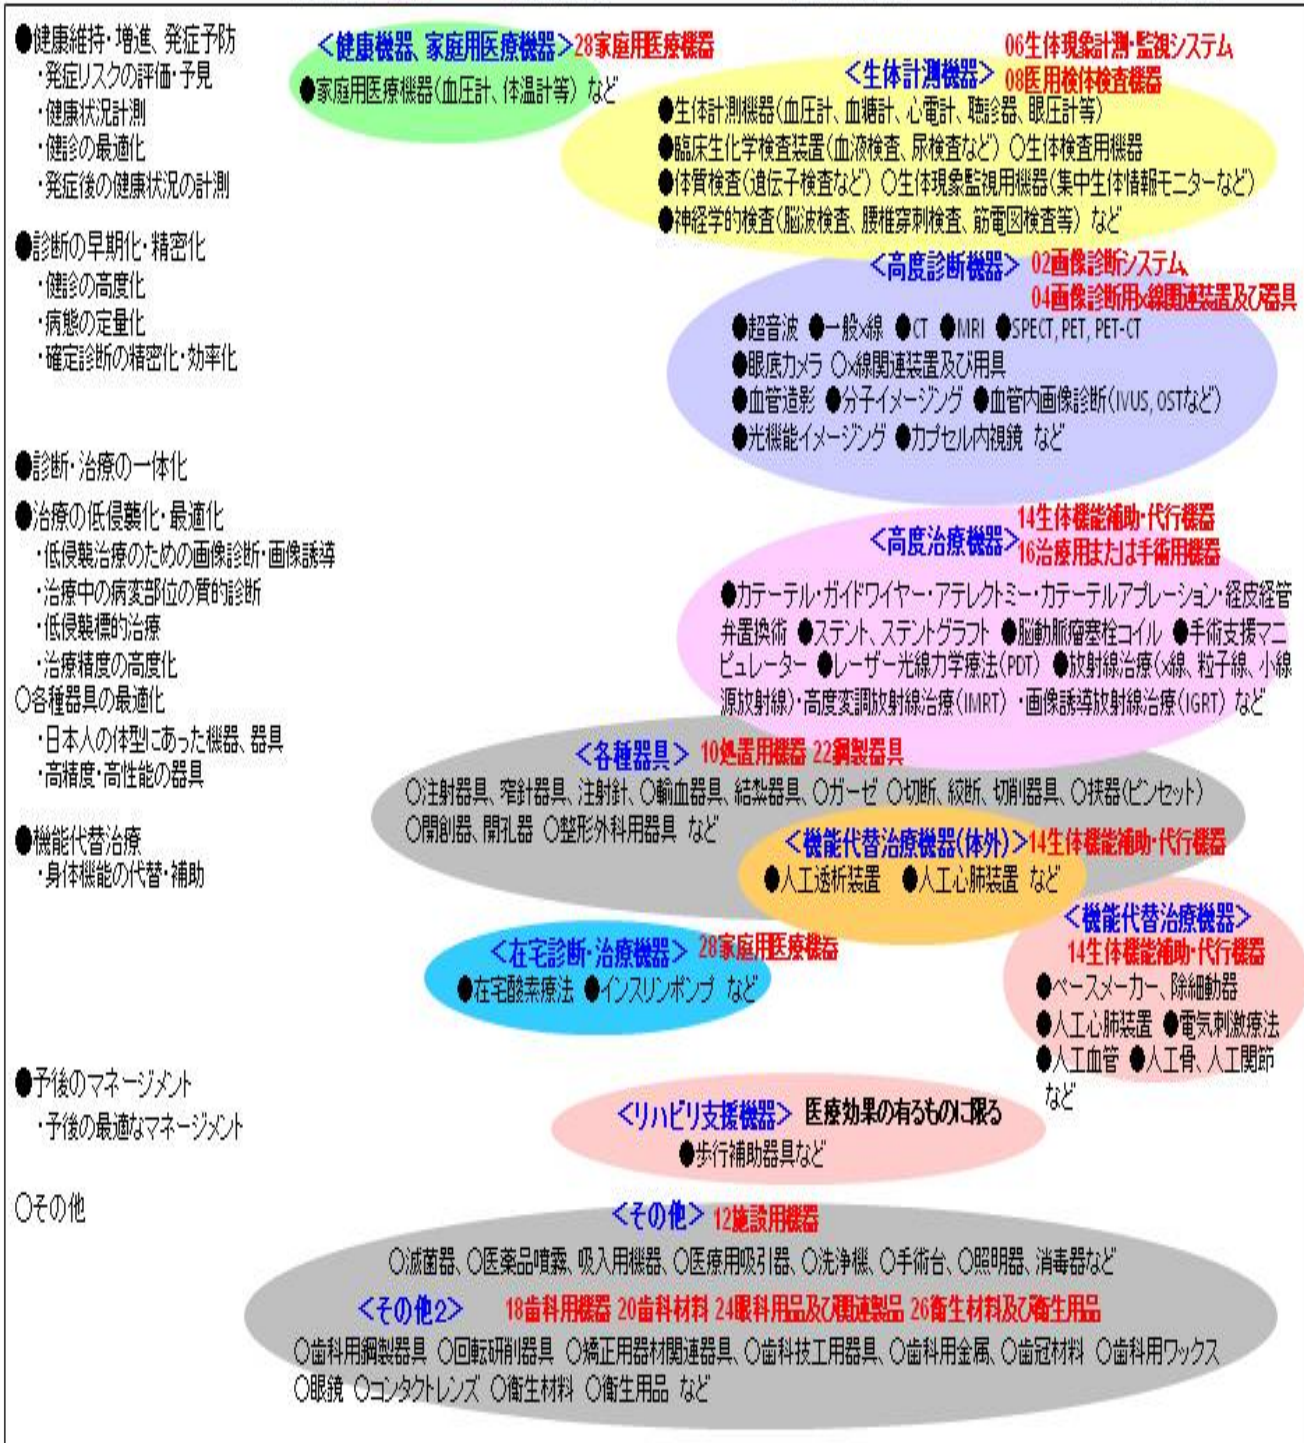 ●健康維持・増進、発症予防
・発症リスクの評価・予見
・健康状況計測
・健診の最適化
・発症後の健康状況の計測
＜健康機器、家庭用医療機器＞28家庭用医療機器
●家庭用医療機器(血圧計、体温計等) など
06生体現象計測・監視システム
＜生体計測機器＞ 08医用検体検査機器
●生体計測機器(血圧計、血糖計、心電計、聴診器、眼圧計等)
●臨床生化学検査装置(血液検査、尿検査など) ○生体検査用機器
●体質検査(遺伝子検査など) ○生体現象監視用機器(集中生体情報モニターなど)
●神経学的検査(脳波検査、腰椎穿刺検査、筋電図検査等) など
●診断の早期化・精密化
・健診の高度化
・病態の定量化
・確定診断の精密化・効率化
＜高度診断機器＞ 02画像診断システム
04画像診断用x線関連装置及び器具
●超音波 ●一般x線 ●CT ●MRI ●SPECT, PET, PET-CT
●眼底カメラ ○x線関連装置及び用具
●血管造影 ●分子イメージング ●血管内画像診断(IVUS, OSTなど)
●光機能イメージング ●カプセル内視鏡 など
●診断・治療の一体化
●治療の低侵襲化・最適化
・低侵襲治療のための画像診断・画像誘導
・治療中の病変部位の質的診断
・低侵襲標的治療
・治療精度の高度化
14生体機能補助・代行機器
＜高度治療機器＞ 16治療用または手術用機器
●カテーテル・ガイドワイヤー・アテレクトミー・カテーテルアブレーション・経皮経管
弁置換術 ●ステント、ステントグラフト ●脳動脈瘤塞栓コイル ●手術支援マニ
ピュレーター ●レーザー光線力学療法(PDT) ●放射線治療(x線、粒子線、小線
源放射線)・高度変調放射線治療(IMRT) ・画像誘導放射線治療(IGRT) など
○各種器具の最適化
・日本人の体型にあった機器、器具
・高精度・高性能の器具
＜各種器具＞ 10処置用機器 22鋼製器具
○注射器具、穿針器具、注射針、○輸血器具、結紮器具、○ガーゼ ○切断、絞断、切削器具、○挟器(ピンセット)
○開創器、開孔器 ○整形外科用器具 など
●機能代替治療
・身体機能の代替・補助
＜機能代替治療機器(体外)＞14生体機能補助・代行機器
●人工透析装置 ●人工心肺装置 など
＜機能代替治療機器＞
14生体機能補助・代行機器
●ペースメーカー、除細動器
●人工心肺装置 ●電気刺激療法
●人工血管 ●人工骨、人工関節
など
＜在宅診断・治療機器＞ 28家庭用医療機器
●在宅酸素療法 ●インスリンポンプ など
●予後のマネージメント
・予後の最適なマネージメント
＜リハビリ支援機器＞ 医療効果の有るものに限る
●歩行補助器具など
○その他
＜その他＞ 12施設用機器
○滅菌器、○医薬品噴霧、吸入用機器、○医療用吸引器、○洗浄機、○手術台、○照明器、消毒器など
＜その他2＞ 18歯科用機器 20歯科材料 24眼科用品及び関連製品 26衛生材料及び衛生用品
○歯科用鋼製器具 ○回転研削器具 ○矯正用器材関連器具、○歯科技工用器具、○歯科用金属、○歯冠材料 ○歯科用ワックス
○眼鏡 ○コンタクトレンズ ○衛生材料 ○衛生用品 など